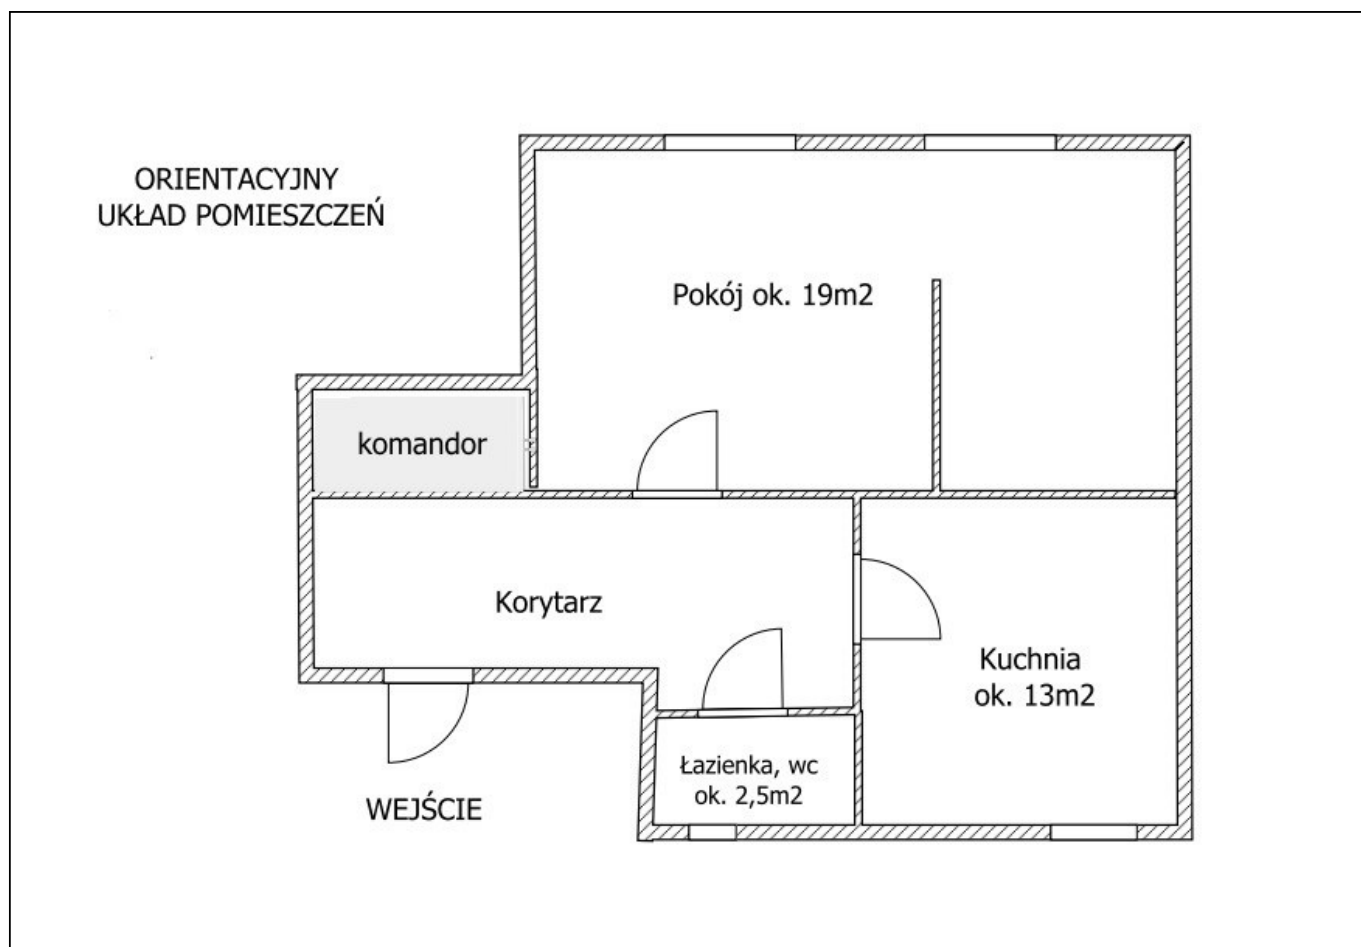 ORIENTACYJNY
UKŁAD POMIESZCZEŃ
Pokój ok. 19m2
komandor
Korytarz
Kuchnia
ok. 13m2
Łazienka, wc
ok. 2,5m2
WEJŚCIE